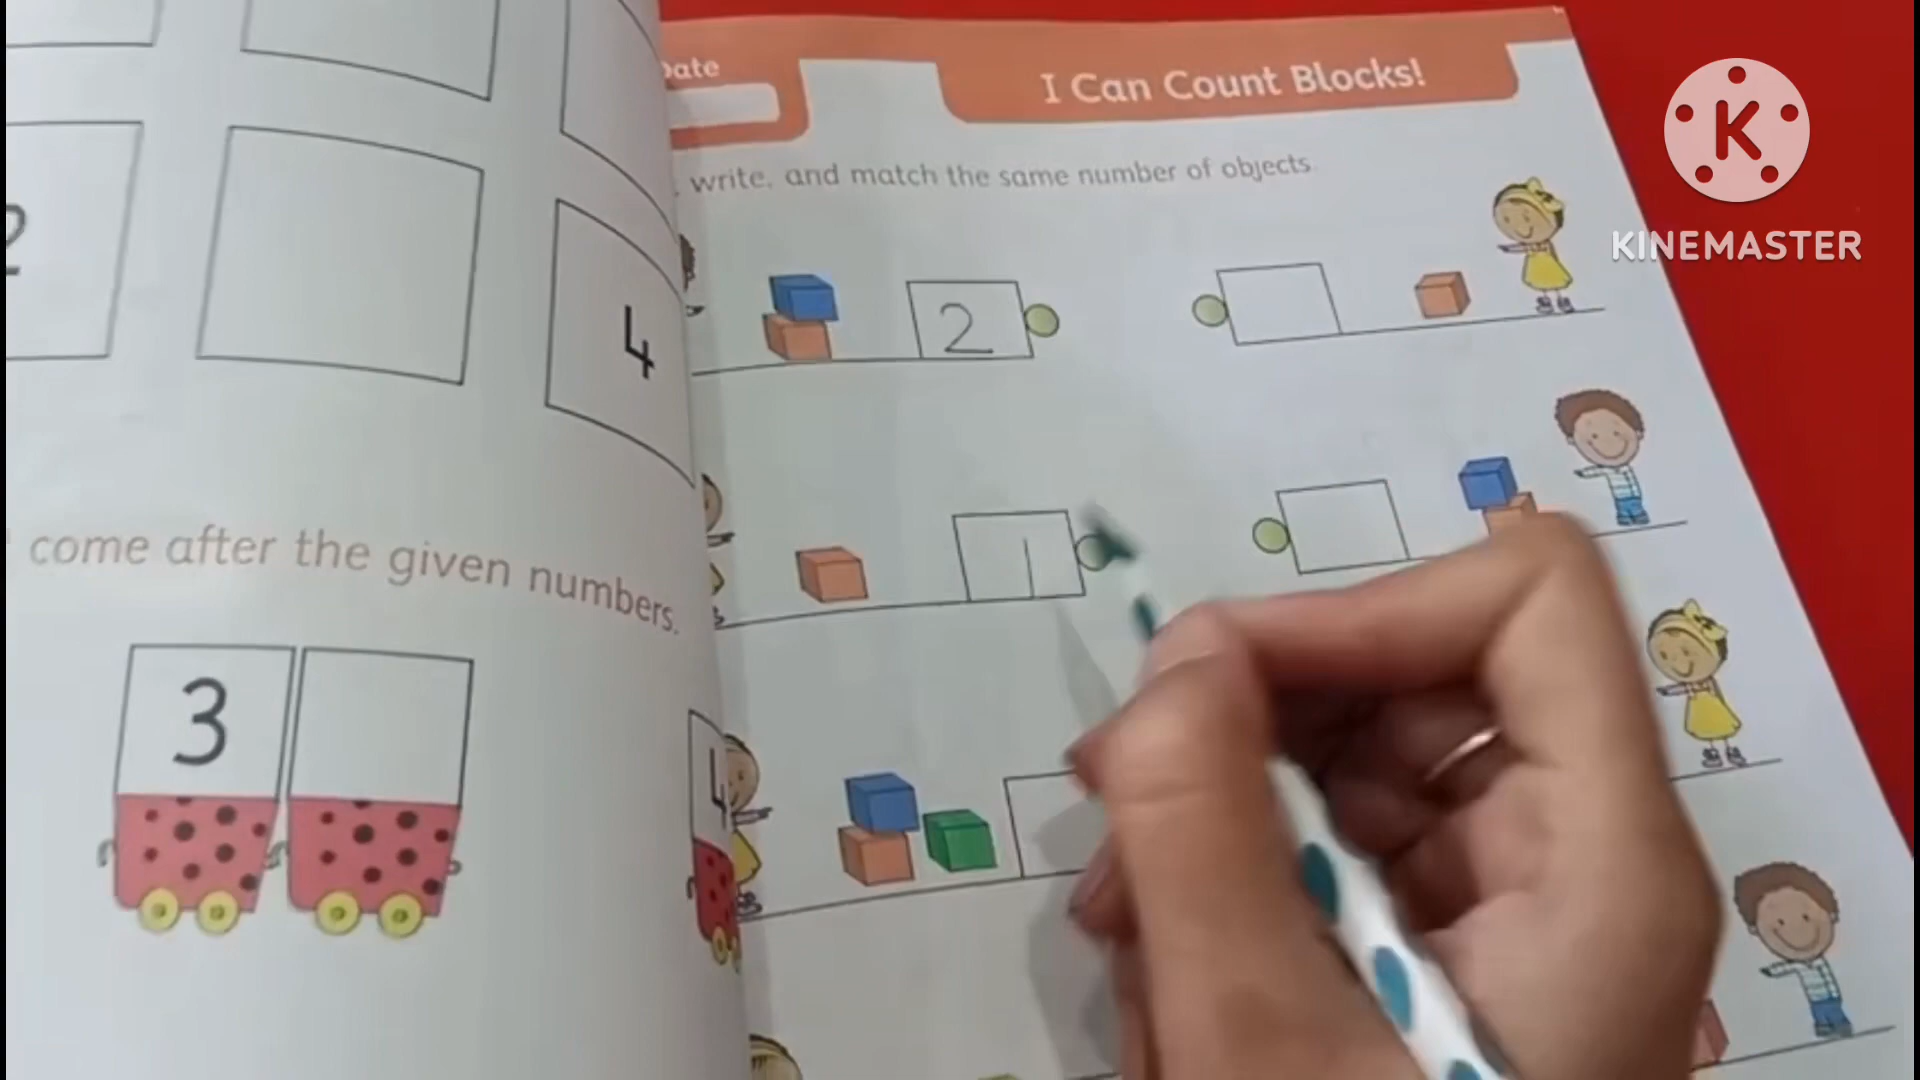 2
4
come after the given numbers.
3
4
I Can Count Blocks!
write, and match the same number of objects.
2
1
K
KINEMASTER